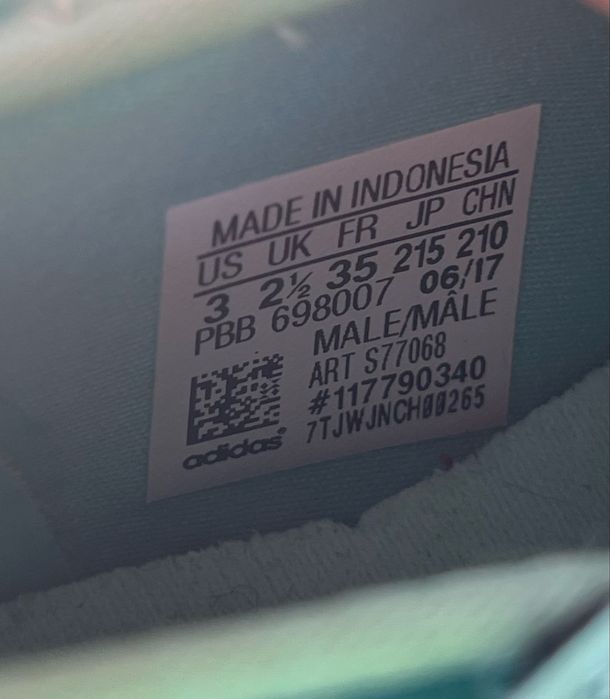 MADE IN INDONESIA
US UK FR JP CHN
3 2½ 35 215 210
PBB 698007 06/17
MALE/MÂLE
ART S77068
#117790340
7TJWJNCH00265
adidas®